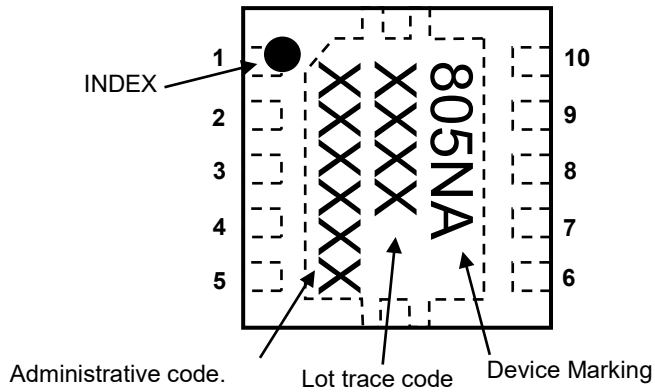 1
INDEX
2
3
4
5
10
9
8
7
6
805NA
XXXX
XXXXXX
Administrative code.
Lot trace code
Device Marking